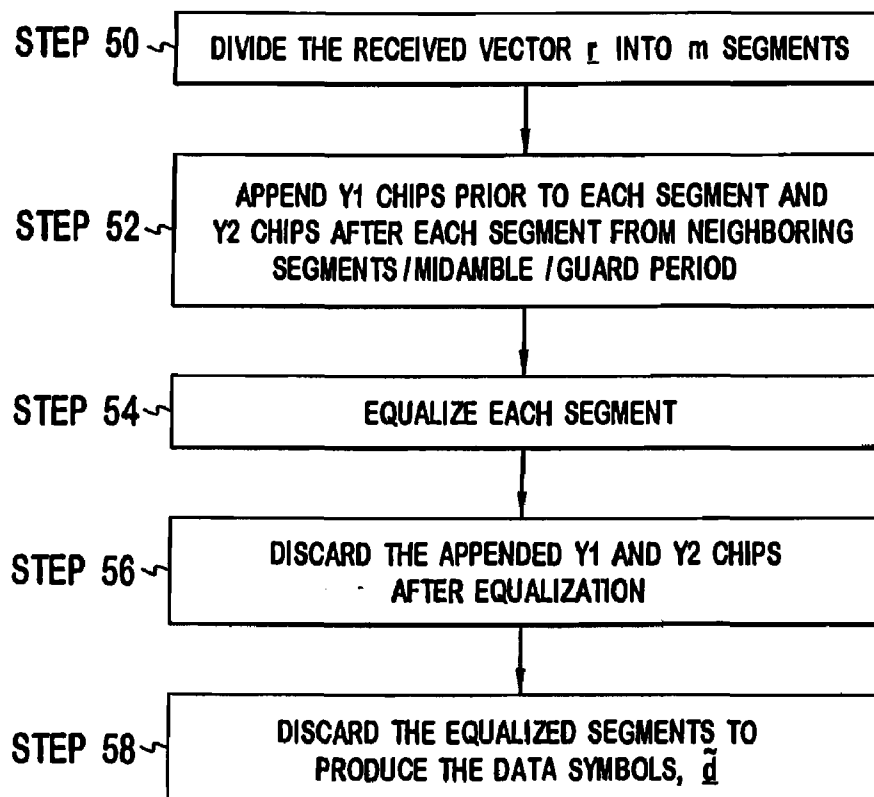 STEP 50
DIVIDE THE RECEIVED VECTOR r INTO m SEGMENTS
STEP 52
APPEND Y1 CHIPS PRIOR TO EACH SEGMENT AND
Y2 CHIPS AFTER EACH SEGMENT FROM NEIGHBORING
SEGMENTS/MIDAMBLE/GUARD PERIOD
STEP 54
EQUALIZE EACH SEGMENT
STEP 56
DISCARD THE APPENDED Y1 AND Y2 CHIPS
AFTER EQUALIZATION
STEP 58
DISCARD THE EQUALIZED SEGMENTS TO
PRODUCE THE DATA SYMBOLS, d̲̃